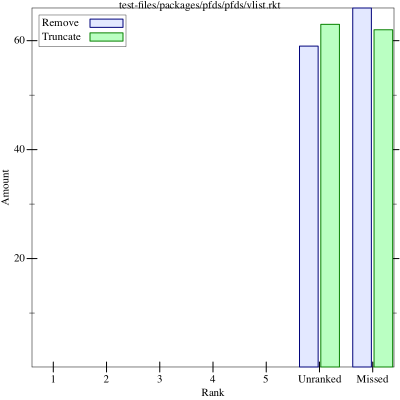 test-files/packages/pfds/pfds/vlist.rkt
Remove
Truncate
60
40
20
Amount
1 2 3 4 5 Unranked Missed
Rank